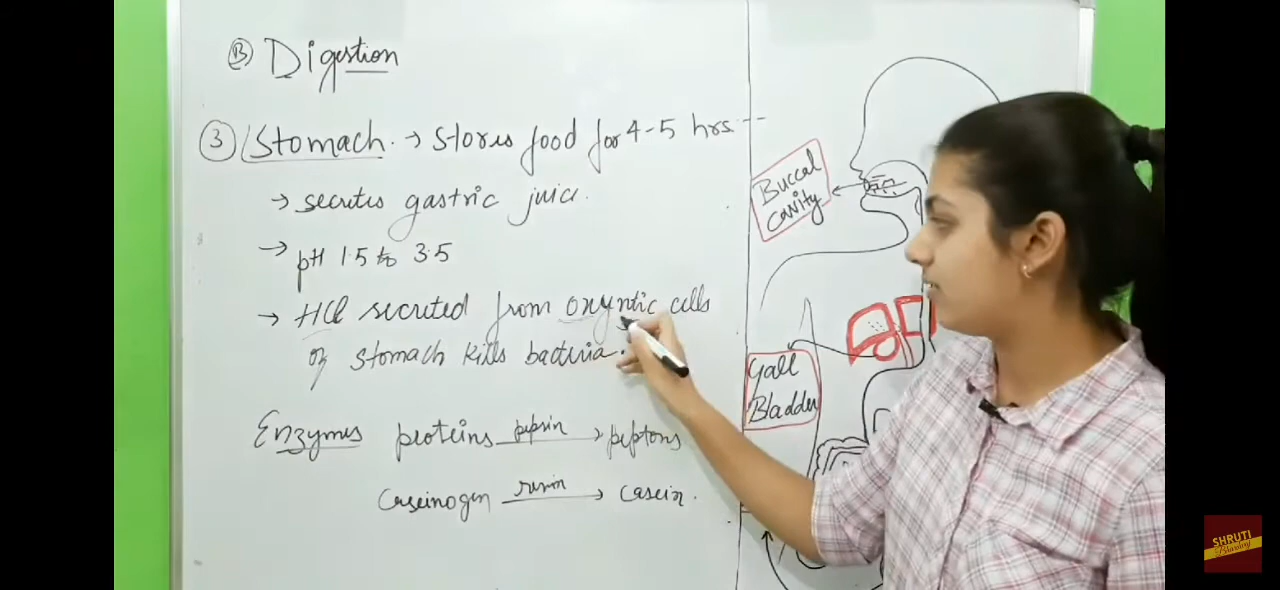 Ⓑ Digestion
③ Stomach. → stores food for 4-5 hrs --
→ secretes gastric juice.
→ pH 1.5 to 3.5
→ HCl secreted from oxyntic cells
of stomach kills bacteria.
Enzymes proteins pepsin → peptons
Caseinogen renin → casein.
Buccal
cavity
Gall
Bladder
SHRUTI